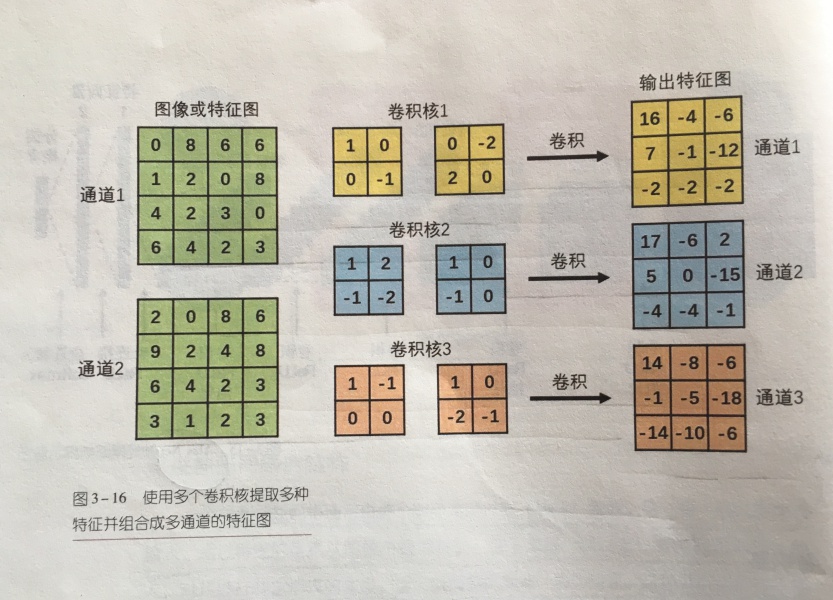 图像或特征图
通道1
0 8 6 6
1 2 0 8
4 2 3 0
6 4 2 3
通道2
2 0 8 6
9 2 4 8
6 4 2 3
3 1 2 3
卷积核1
1 0 0 -2
0 -1 2 0
卷积核2
1 2 1 0
-1 -2 -1 0
卷积核3
1 -1 1 0
0 0 -2 -1
卷积
卷积
卷积
输出特征图
16 -4 -6
7 -1 -12
-2 -2 -2
通道1
17 -6 2
5 0 -15
-4 -4 -1
通道2
14 -8 -6
-1 -5 -18
-14 -10 -6
通道3
图3-16 使用多个卷积核提取多种
特征并组合成多通道的特征图